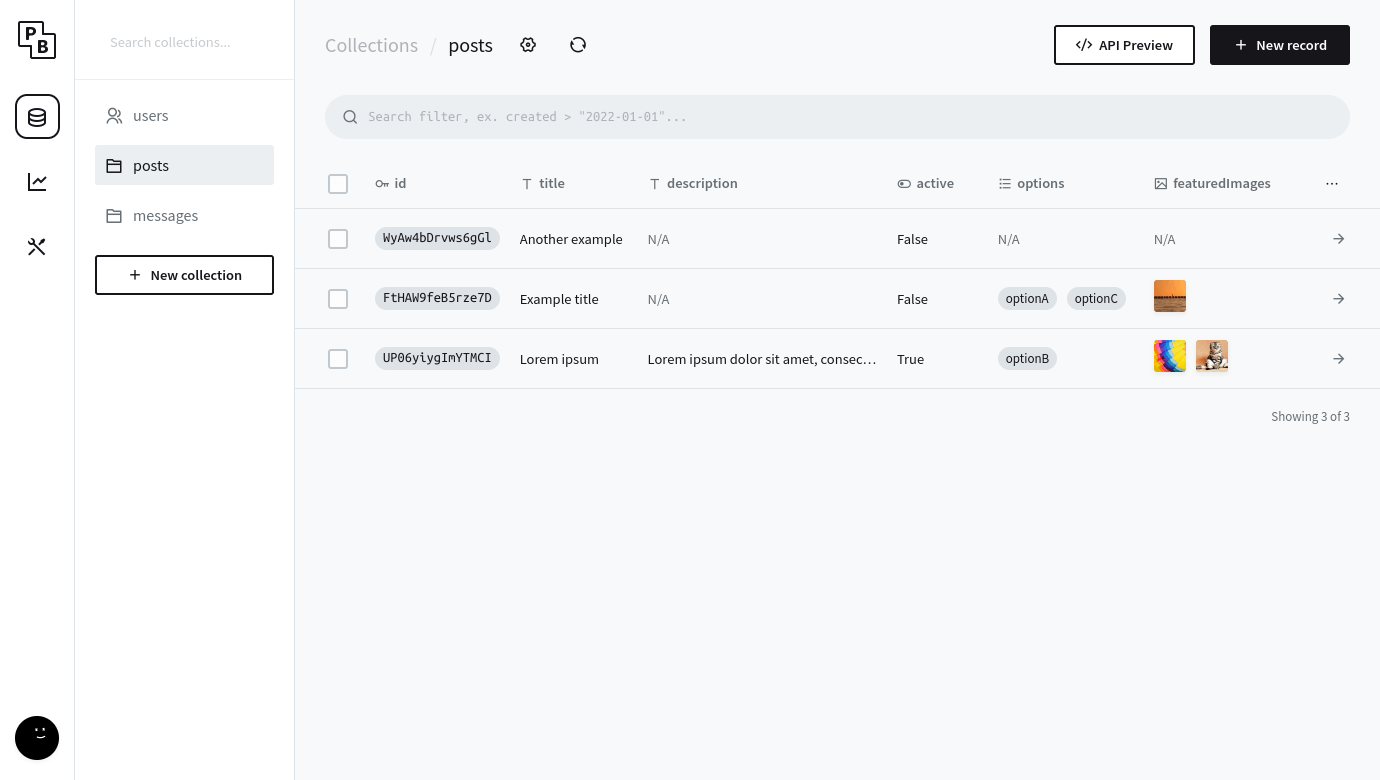 PB
Search collections...
users
posts
messages
New collection
Collections / posts
API Preview
New record
Search filter, ex. created > "2022-01-01"...
id title description active options featuredImages
WyAw4bDrvws6gGl Another example N/A False N/A N/A
FtHAW9feB5rze7D Example title N/A False optionA optionC
UP06yiygImYTMCI Lorem ipsum Lorem ipsum dolor sit amet, consec... True optionB
Showing 3 of 3